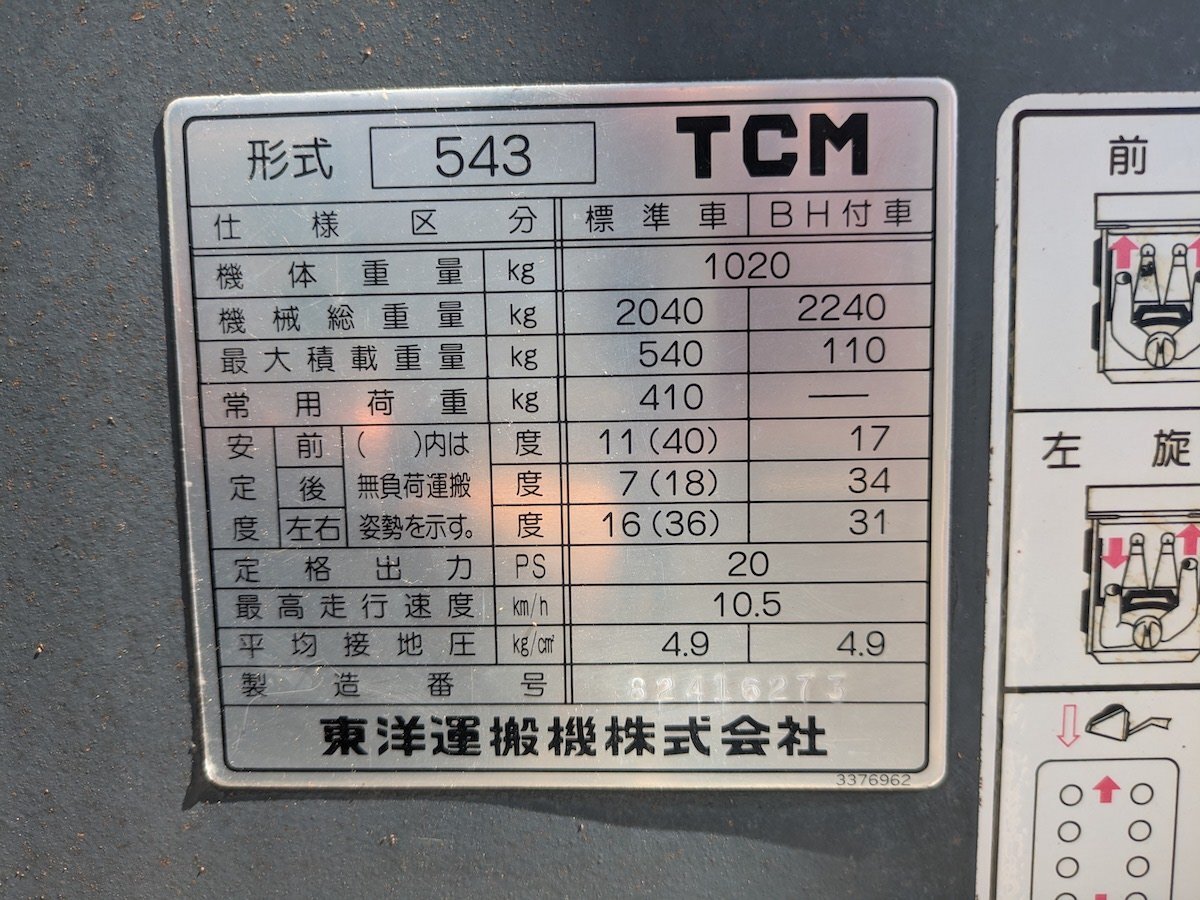 形式 543 TCM
仕様区分 標準車 BH付車
機体重量 kg 1020
機械総重量 kg 2040 2240
最大積載重量 kg 540 110
常用荷重 kg 410 —
安定度 前 ( )内は 度 11(40) 17
後 無負荷運搬 度 7(18) 34
左右 姿勢を示す。 度 16(36) 31
定格出力 PS 20
最高走行速度 km/h 10.5
平均接地圧 kg/cm² 4.9 4.9
製造番号 82416273
東洋運搬機株式会社
3376962
前
左旋